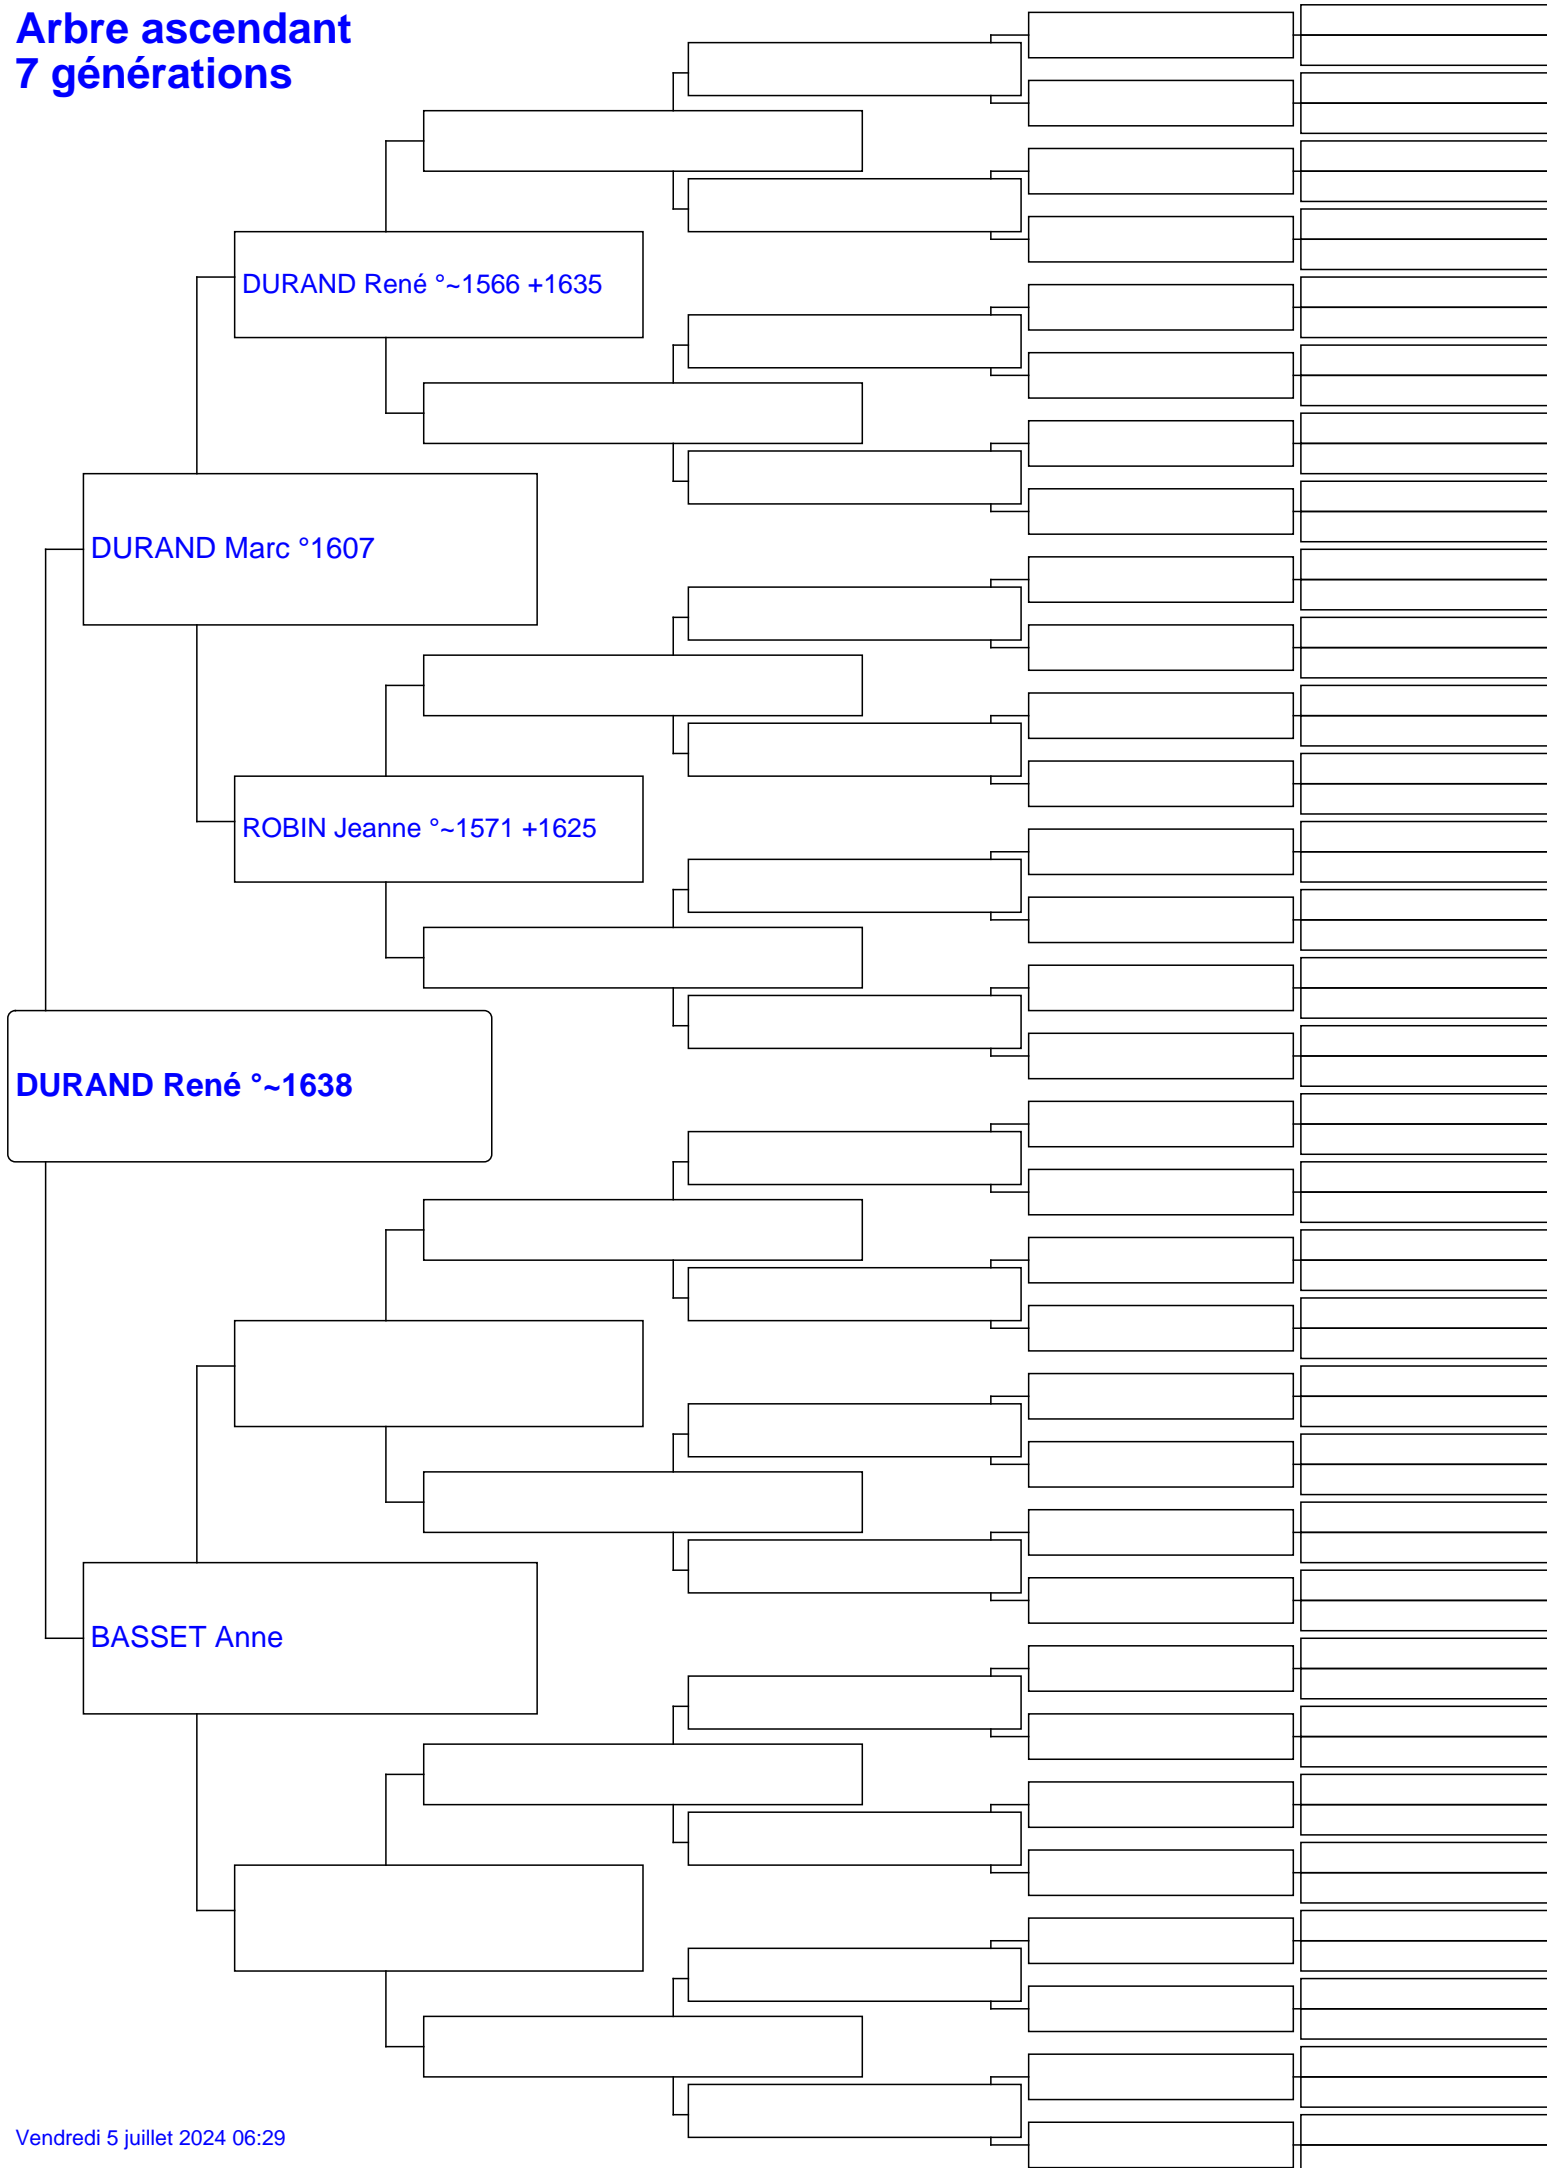 Arbre ascendant
7 générations
DURAND René °~1566 +1635
DURAND Marc °1607
ROBIN Jeanne °~1571 +1625
DURAND René °~1638
BASSET Anne
Vendredi 5 juillet 2024 06:29